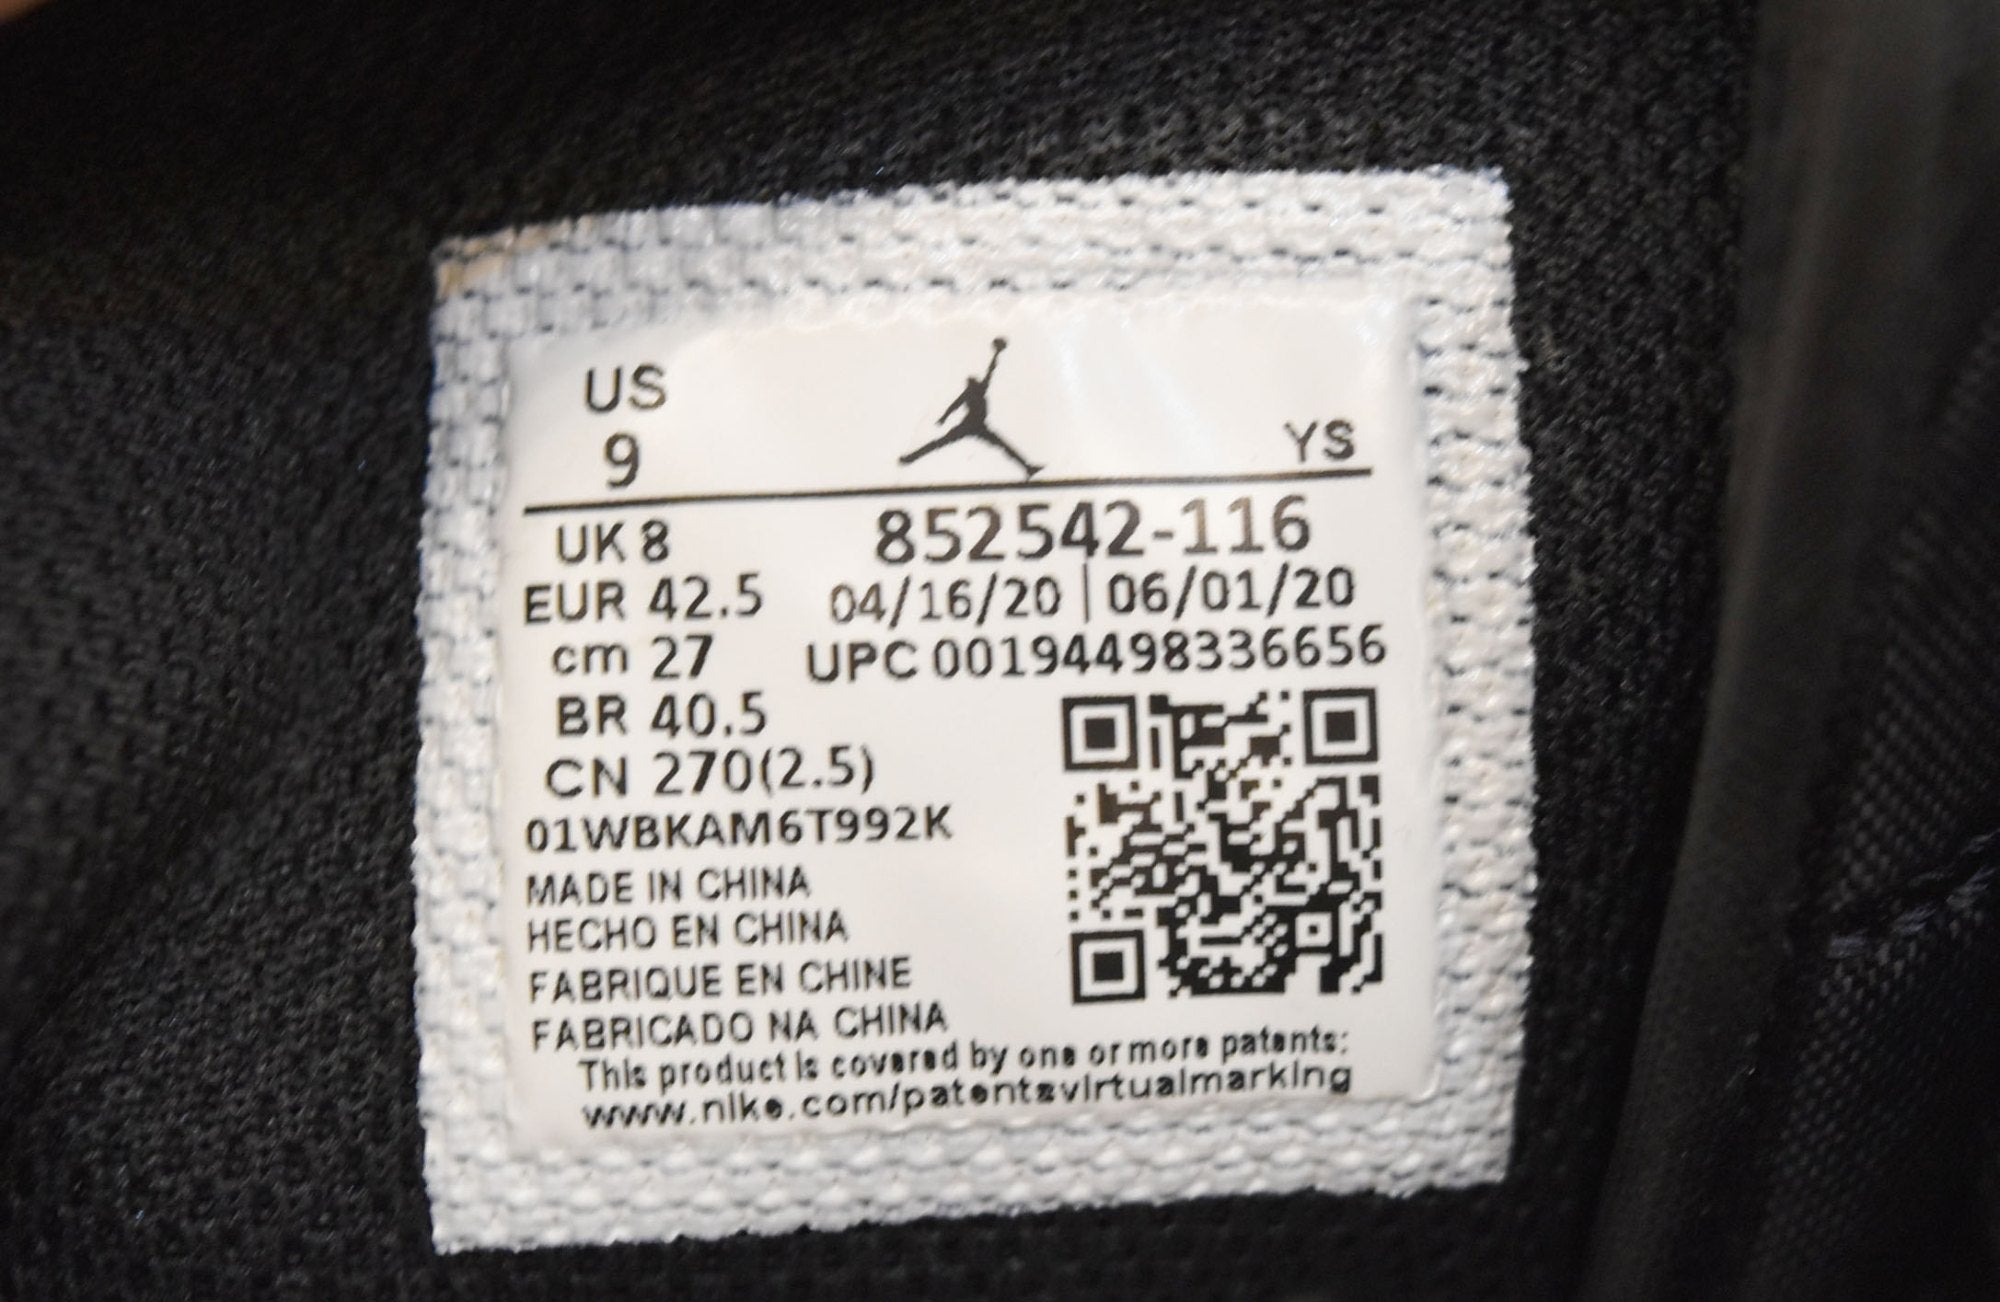 US
9
YS
UK 8
852542-116
EUR 42.5
04/16/20 | 06/01/20
cm 27
UPC 00194498336656
BR 40.5
CN 270(2.5)
01WBKAM6T992K
MADE IN CHINA
HECHO EN CHINA
FABRIQUE EN CHINE
FABRICADO NA CHINA
This product is covered by one or more patents:
www.nike.com/patentsvirtualmarking